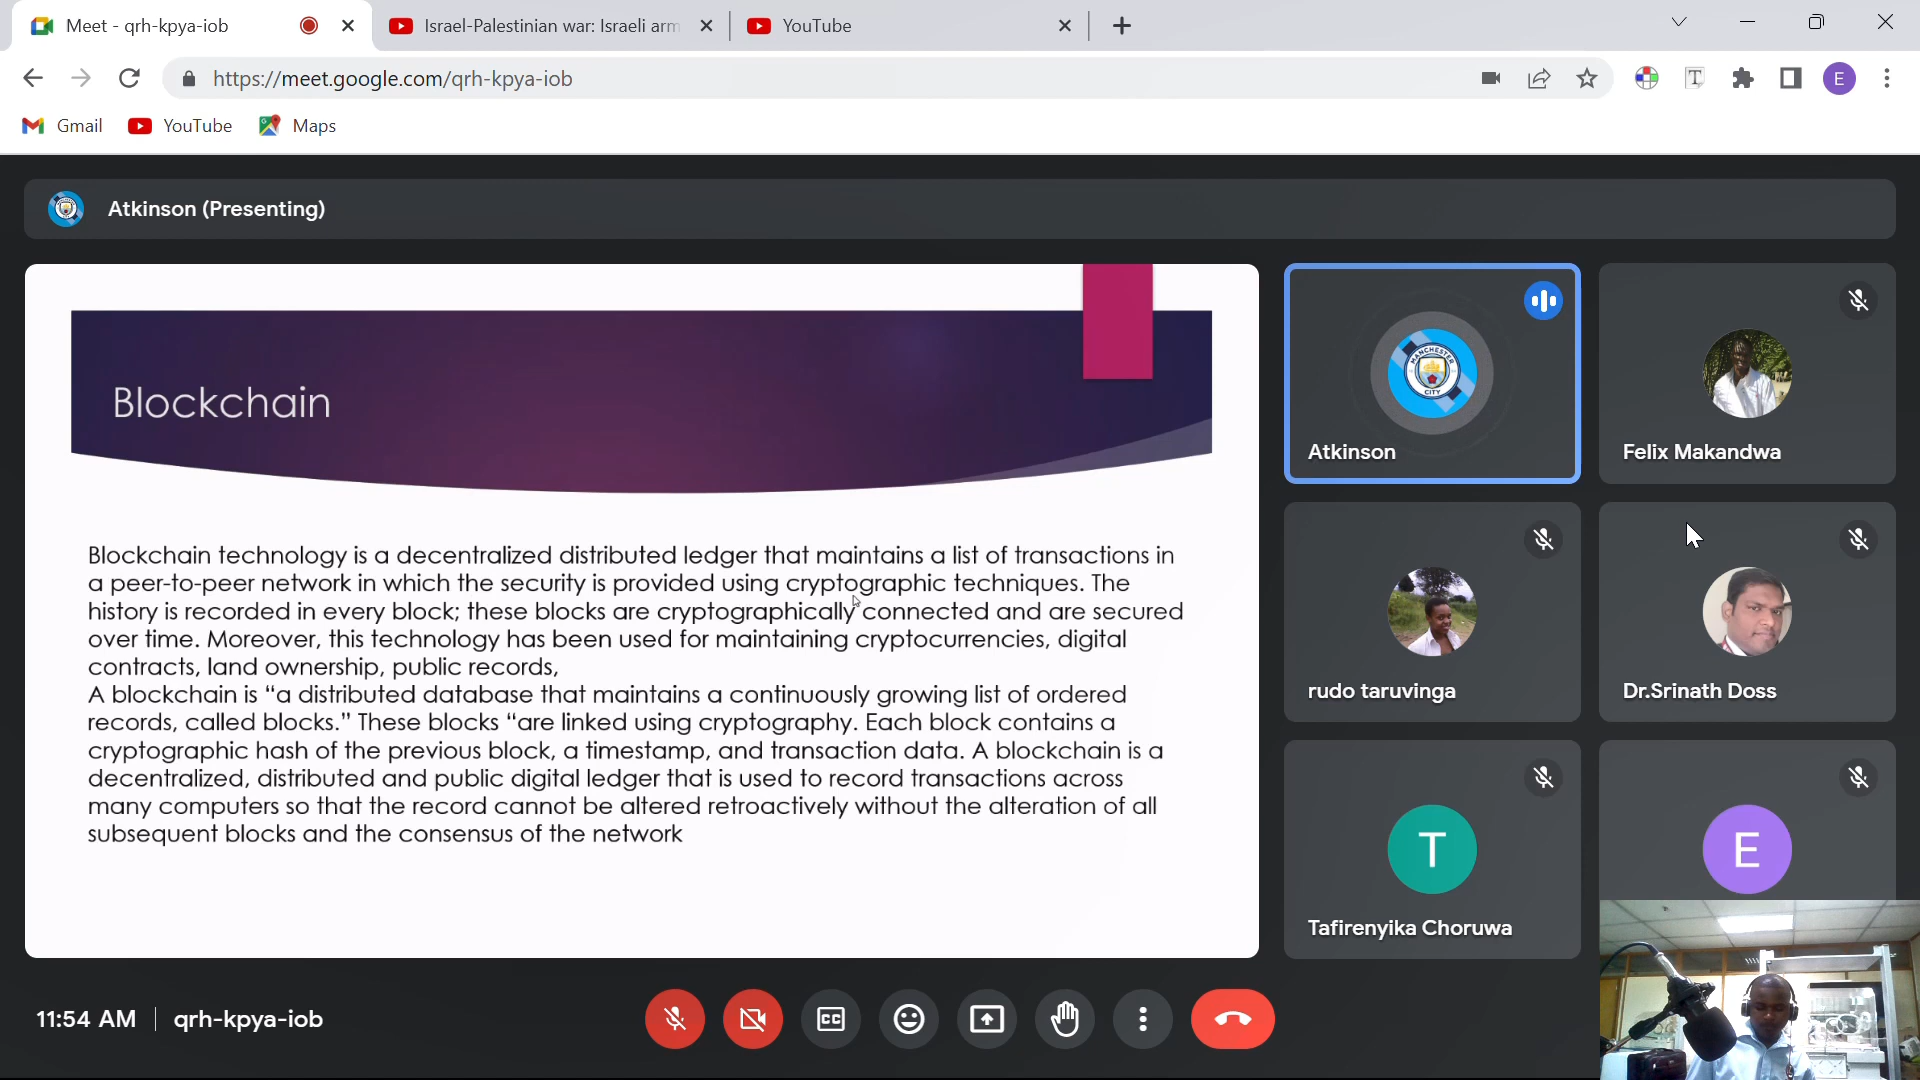 Meet - qrh-kpya-iob
Israel-Palestinian war: Israeli arm
YouTube
https://meet.google.com/qrh-kpya-iob
E
Gmail
YouTube
Maps
Atkinson (Presenting)
Blockchain
Blockchain technology is a decentralized distributed ledger that maintains a list of transactions in
a peer-to-peer network in which the security is provided using cryptographic techniques. The
history is recorded in every block; these blocks are cryptographically connected and are secured
over time. Moreover, this technology has been used for maintaining cryptocurrencies, digital
contracts, land ownership, public records,
A blockchain is “a distributed database that maintains a continuously growing list of ordered
records, called blocks.” These blocks “are linked using cryptography. Each block contains a
cryptographic hash of the previous block, a timestamp, and transaction data. A blockchain is a
decentralized, distributed and public digital ledger that is used to record transactions across
many computers so that the record cannot be altered retroactively without the alteration of all
subsequent blocks and the consensus of the network
MANCHESTER
CITY
Atkinson
Felix Makandwa
rudo taruvinga
Dr.Srinath Doss
T
Tafirenyika Choruwa
E
11:54 AM
qrh-kpya-iob
CC